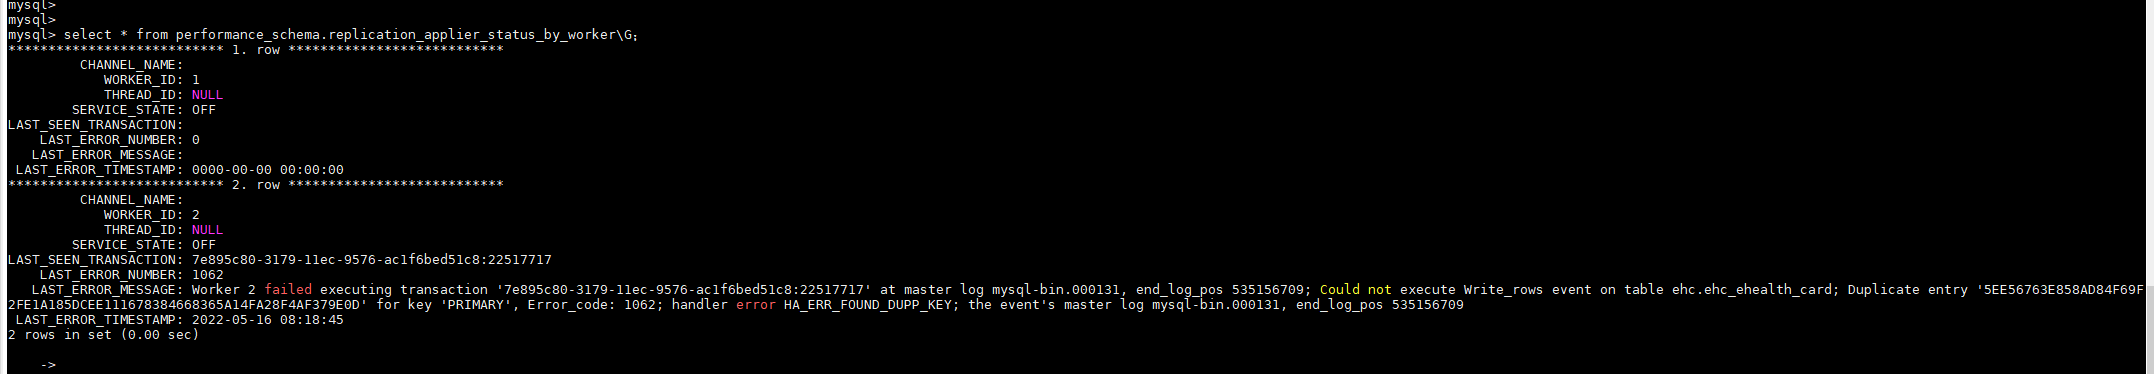 mysql>
mysql>
mysql> select * from performance_schema.replication_applier_status_by_worker\G;
*************************** 1. row ***************************
CHANNEL_NAME:
WORKER_ID: 1
THREAD_ID: NULL
SERVICE_STATE: OFF
LAST_SEEN_TRANSACTION:
LAST_ERROR_NUMBER: 0
LAST_ERROR_MESSAGE:
LAST_ERROR_TIMESTAMP: 0000-00-00 00:00:00
*************************** 2. row ***************************
CHANNEL_NAME:
WORKER_ID: 2
THREAD_ID: NULL
SERVICE_STATE: OFF
LAST_SEEN_TRANSACTION: 7e895c80-3179-11ec-9576-ac1f6bed51c8:22517717
LAST_ERROR_NUMBER: 1062
LAST_ERROR_MESSAGE: Worker 2 failed executing transaction '7e895c80-3179-11ec-9576-ac1f6bed51c8:22517717' at master log mysql-bin.000131, end_log_pos 535156709; Could not execute Write_rows event on table ehc.ehc_ehealth_card; Duplicate entry '5EE56763E858AD84F69F
2FE1A185DCEE111678384668365A14FA28F4AF379E0D' for key 'PRIMARY', Error_code: 1062; handler error HA_ERR_FOUND_DUPP_KEY; the event's master log mysql-bin.000131, end_log_pos 535156709
LAST_ERROR_TIMESTAMP: 2022-05-16 08:18:45
2 rows in set (0.00 sec)
->